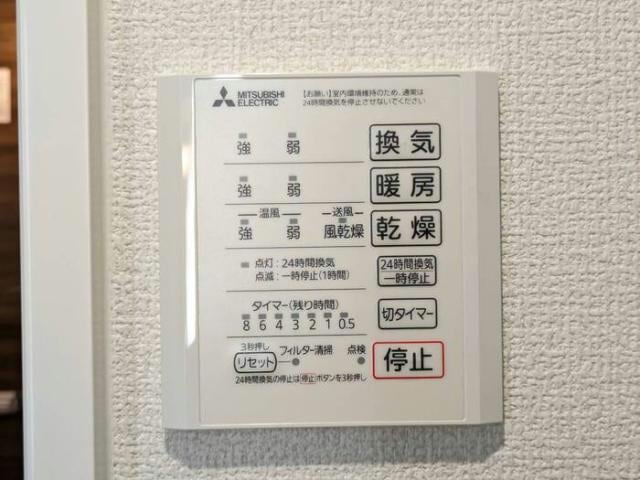 MITSUBISHI
ELECTRIC
【お願い】室内環境維持のため、通常は
24時間換気を停止させないでください
強 弱 換気
強 弱 暖房
温風 送風
強 弱 風乾燥 乾燥
点灯：24時間換気
点滅：一時停止(1時間)
24時間換気
一時停止
タイマー(残り時間)
8 6 4 3 2 1 0.5
切タイマー
3秒押し
リセット フィルター清掃 点検
停止
24時間換気の停止は停止ボタンを3秒押し